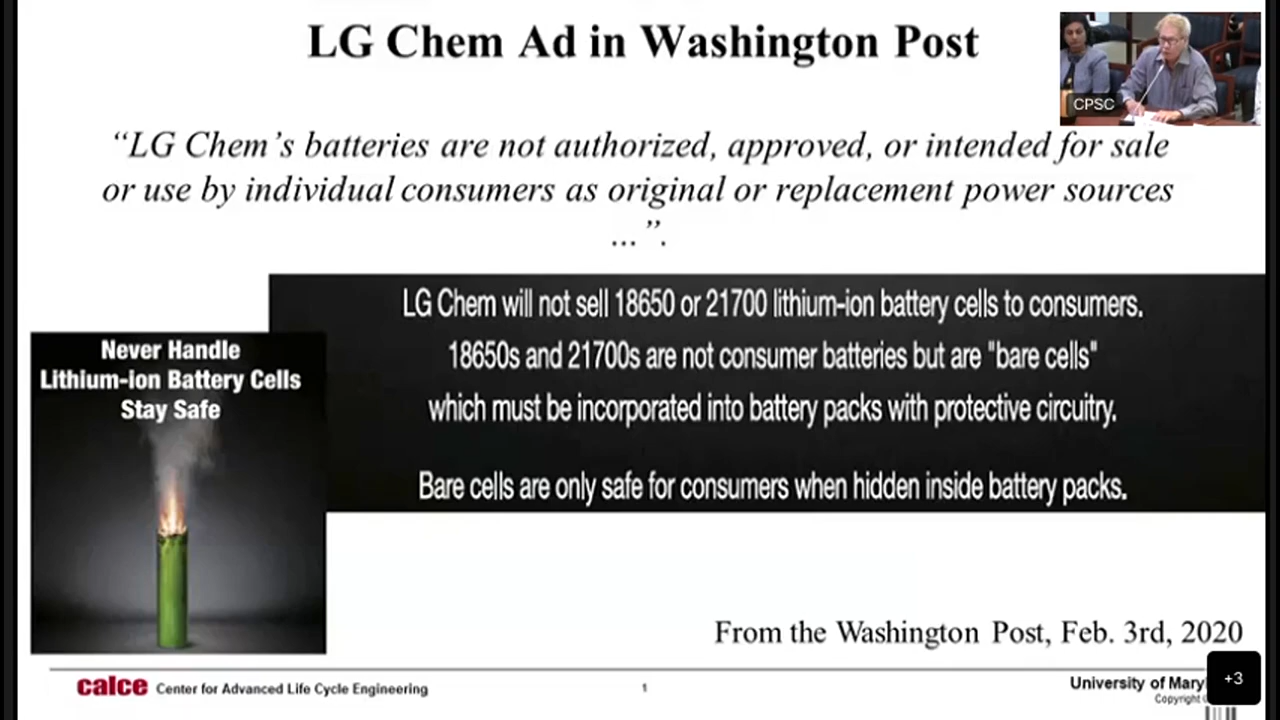 LG Chem Ad in Washington Post
CPSC
“LG Chem’s batteries are not authorized, approved, or intended for sale
or use by individual consumers as original or replacement power sources
... ”.
LG Chem will not sell 18650 or 21700 lithium-ion battery cells to consumers.
18650s and 21700s are not consumer batteries but are "bare cells"
which must be incorporated into battery packs with protective circuitry.
Bare cells are only safe for consumers when hidden inside battery packs.
Never Handle
Lithium-ion Battery Cells
Stay Safe
From the Washington Post, Feb. 3rd, 2020
calce Center for Advanced Life Cycle Engineering
1
University of
Copyright
+3